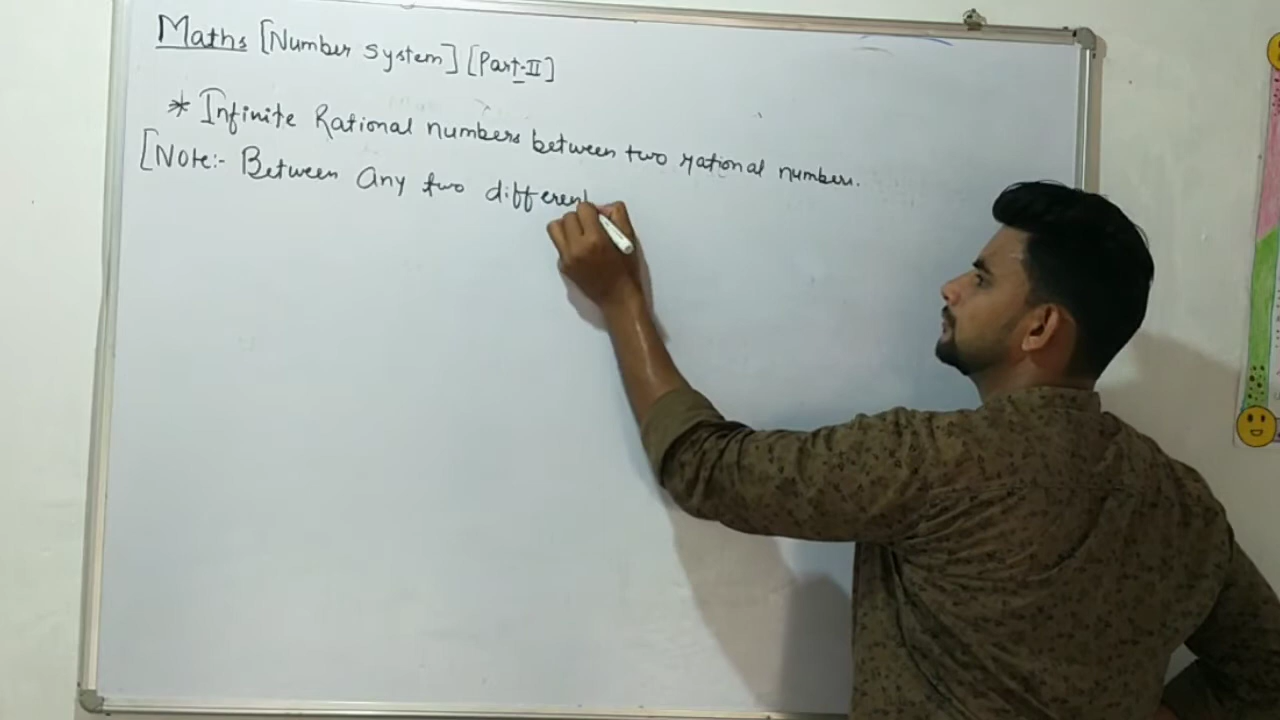 Maths [Number System] [Part-II]
* Infinite Rational numbers between two rational numbers.
[Note:- Between any two different